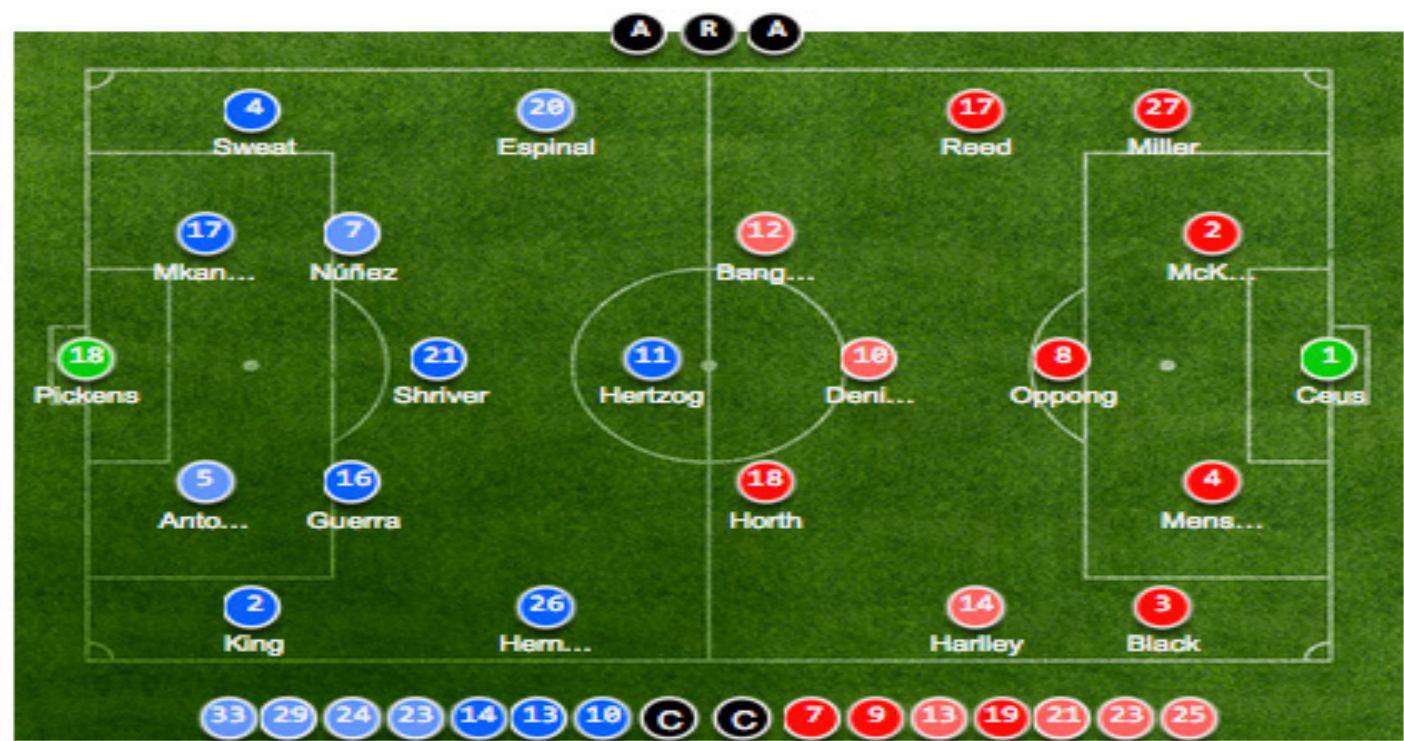 A R A
4 20 17 27
Sweat Espinal Reed Miller
17 7 12 2
Mkan... Núñez Bang... McK...
18 21 11 10 8 1
Pickens Shriver Hertzog Deni... Oppong Ceus
5 16 18 4
Anto... Guerra Horth Mens...
2 26 14 3
King Hern... Harlley Black
33 29 24 23 14 13 10 C C 7 9 13 19 21 23 25